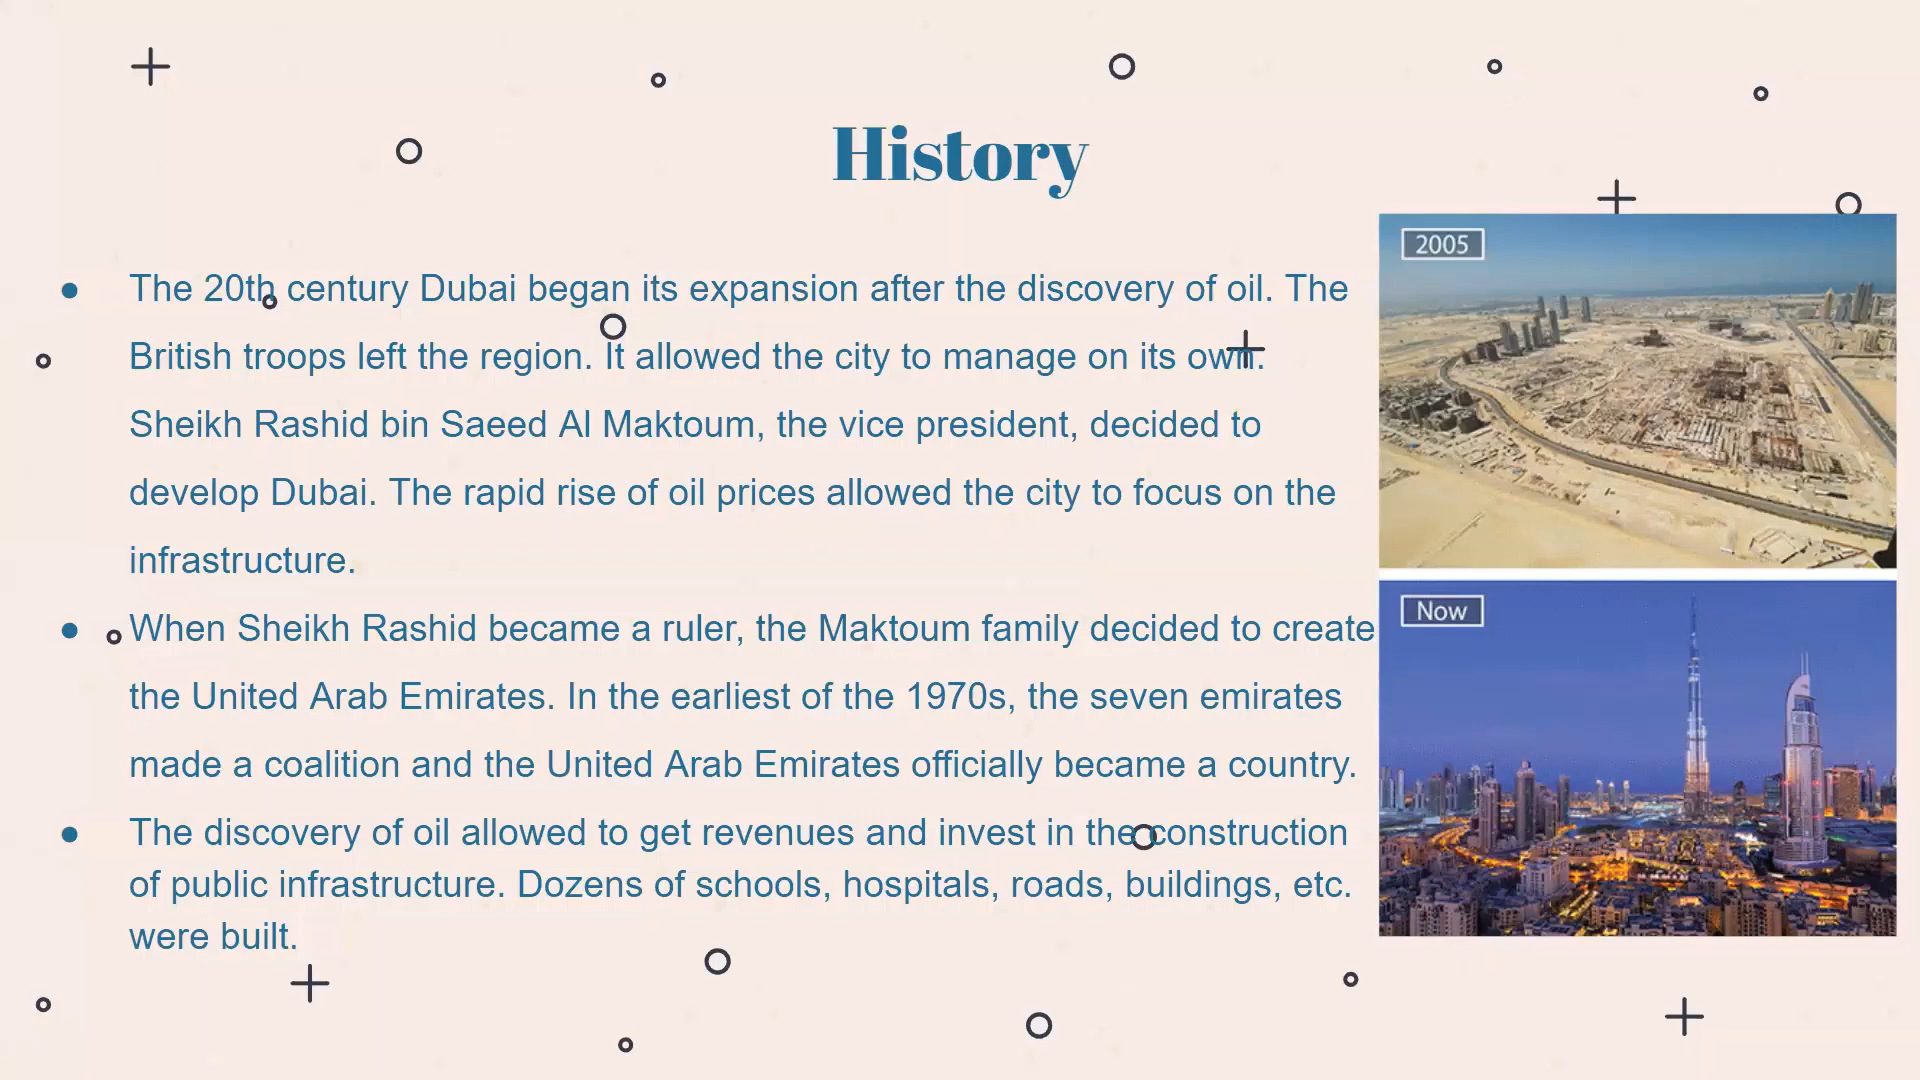 History
● The 20th century Dubai began its expansion after the discovery of oil. The
British troops left the region. It allowed the city to manage on its own.
Sheikh Rashid bin Saeed Al Maktoum, the vice president, decided to
develop Dubai. The rapid rise of oil prices allowed the city to focus on the
infrastructure.
● When Sheikh Rashid became a ruler, the Maktoum family decided to create
the United Arab Emirates. In the earliest of the 1970s, the seven emirates
made a coalition and the United Arab Emirates officially became a country.
● The discovery of oil allowed to get revenues and invest in the construction
of public infrastructure. Dozens of schools, hospitals, roads, buildings, etc.
were built.
2005
Now